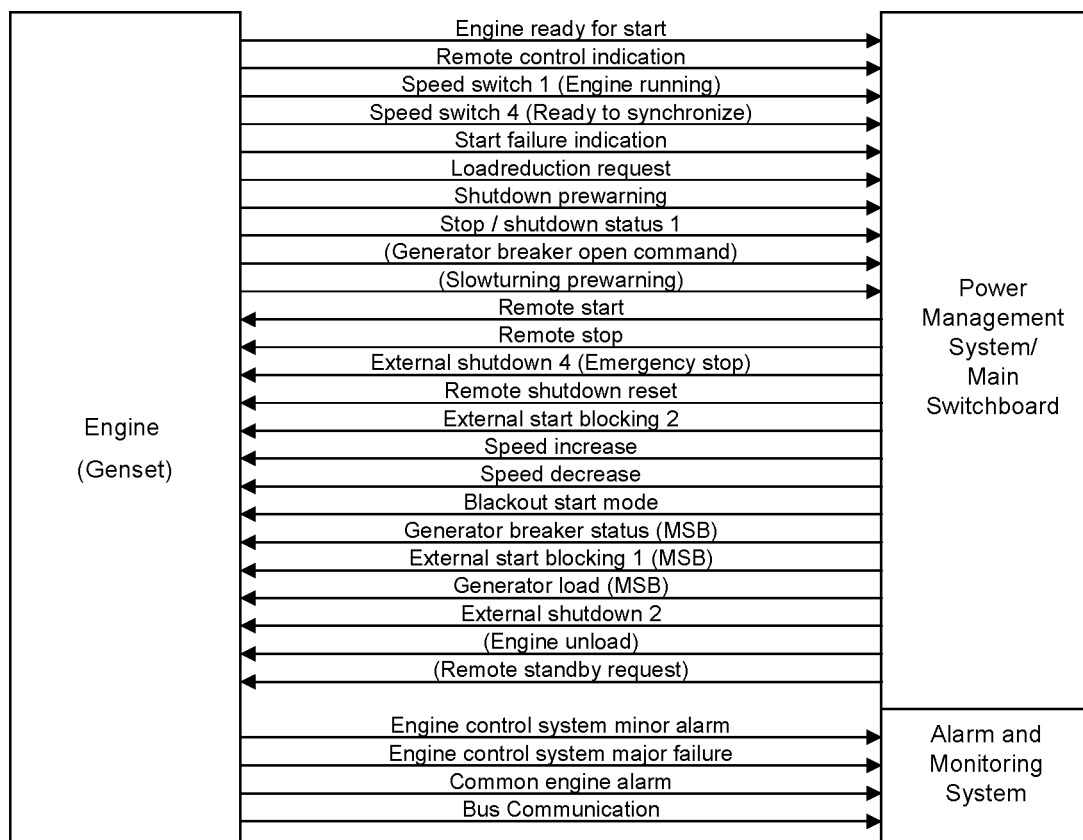 Engine ready for start
Remote control indication
Speed switch 1 (Engine running)
Speed switch 4 (Ready to synchronize)
Start failure indication
Loadreduction request
Shutdown prewarning
Stop / shutdown status 1
(Generator breaker open command)
(Slowturning prewarning)
Remote start
Remote stop
External shutdown 4 (Emergency stop)
Remote shutdown reset
External start blocking 2
Speed increase
Speed decrease
Blackout start mode
Generator breaker status (MSB)
External start blocking 1 (MSB)
Generator load (MSB)
External shutdown 2
(Engine unload)
(Remote standby request)
Engine control system minor alarm
Engine control system major failure
Common engine alarm
Bus Communication
Engine
(Genset)
Power
Management
System/
Main
Switchboard
Alarm and
Monitoring
System